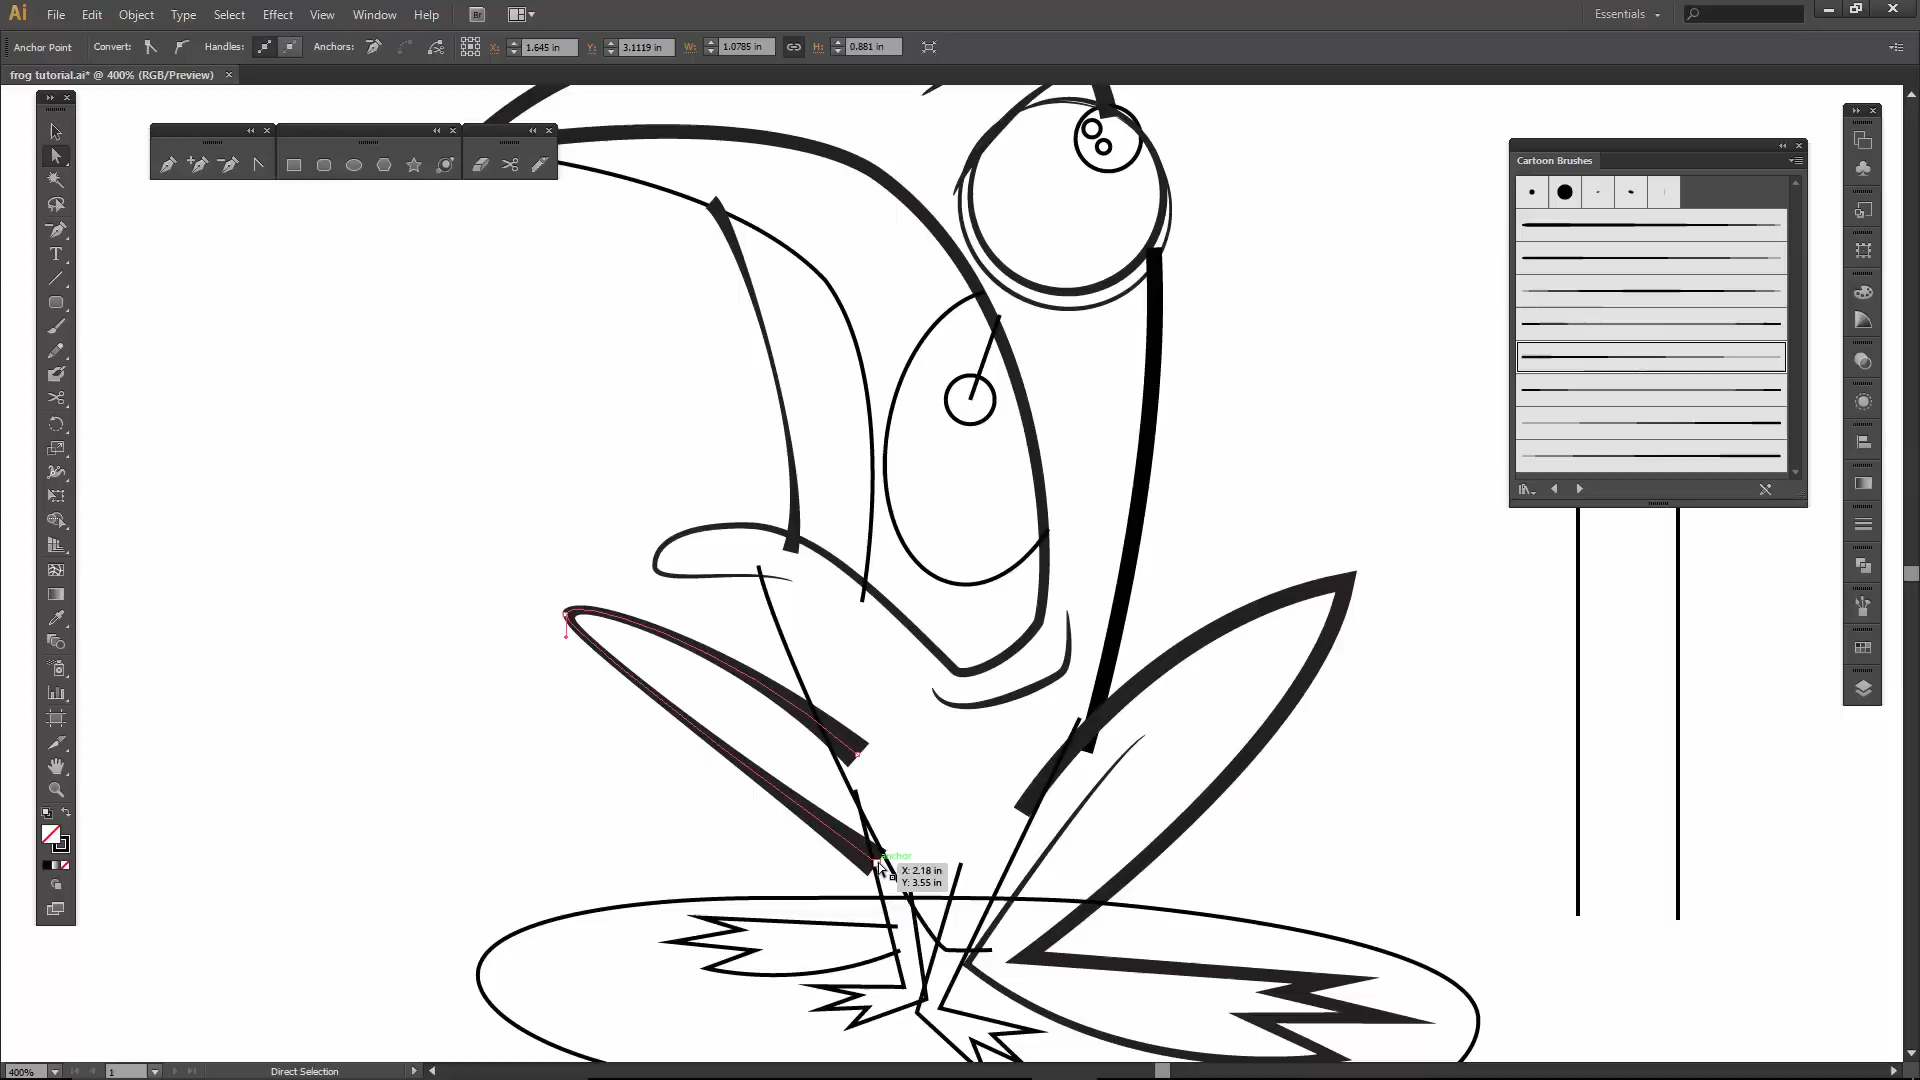 Ai File Edit Object Type Select Effect View Window Help Br Essentials
Anchor Point Convert: Handles: Anchors: X: 1.645 in Y: 3.1119 in W: 1.0785 in H: 0.881 in
frog tutorial.ai* @ 400% (RGB/Preview)
Cartoon Brushes
T
anchor
X: 2.18 in
Y: 3.55 in
400% 1 Direct Selection